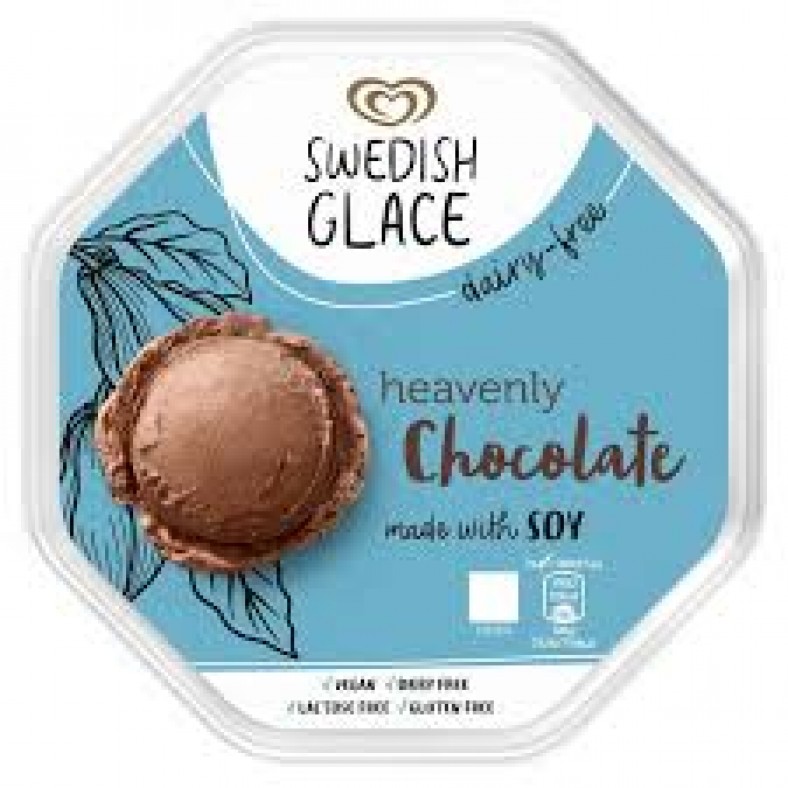 SWEDISH
GLACE
dairy-free
heavenly
Chocolate
made with SOY
√ VEGAN √ DAIRY FREE
√ LACTOSE FREE √ GLUTEN FREE